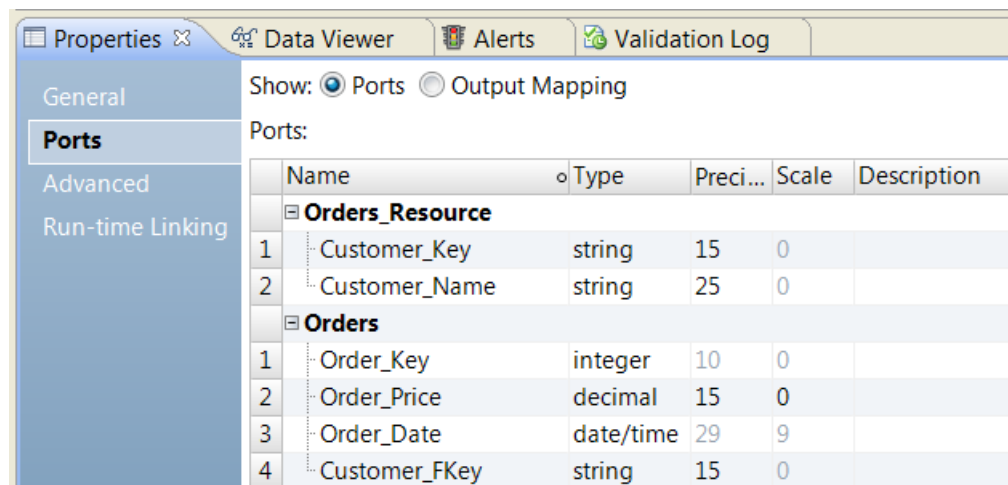 Properties Data Viewer Alerts Validation Log
General
Ports
Advanced
Run-time Linking
Show: Ports Output Mapping
Ports:
Name Type Preci... Scale Description
Orders_Resource
1 Customer_Key string 15 0
2 Customer_Name string 25 0
Orders
1 Order_Key integer 10 0
2 Order_Price decimal 15 0
3 Order_Date date/time 29 9
4 Customer_FKey string 15 0